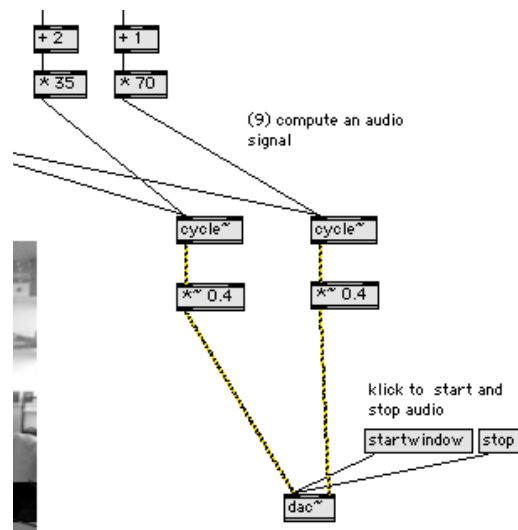 + 2
+ 1
* 35
* 70
(9) compute an audio
signal
cycle~
cycle~
*~ 0.4
*~ 0.4
klick to start and
stop audio
startwindow
stop
dac~